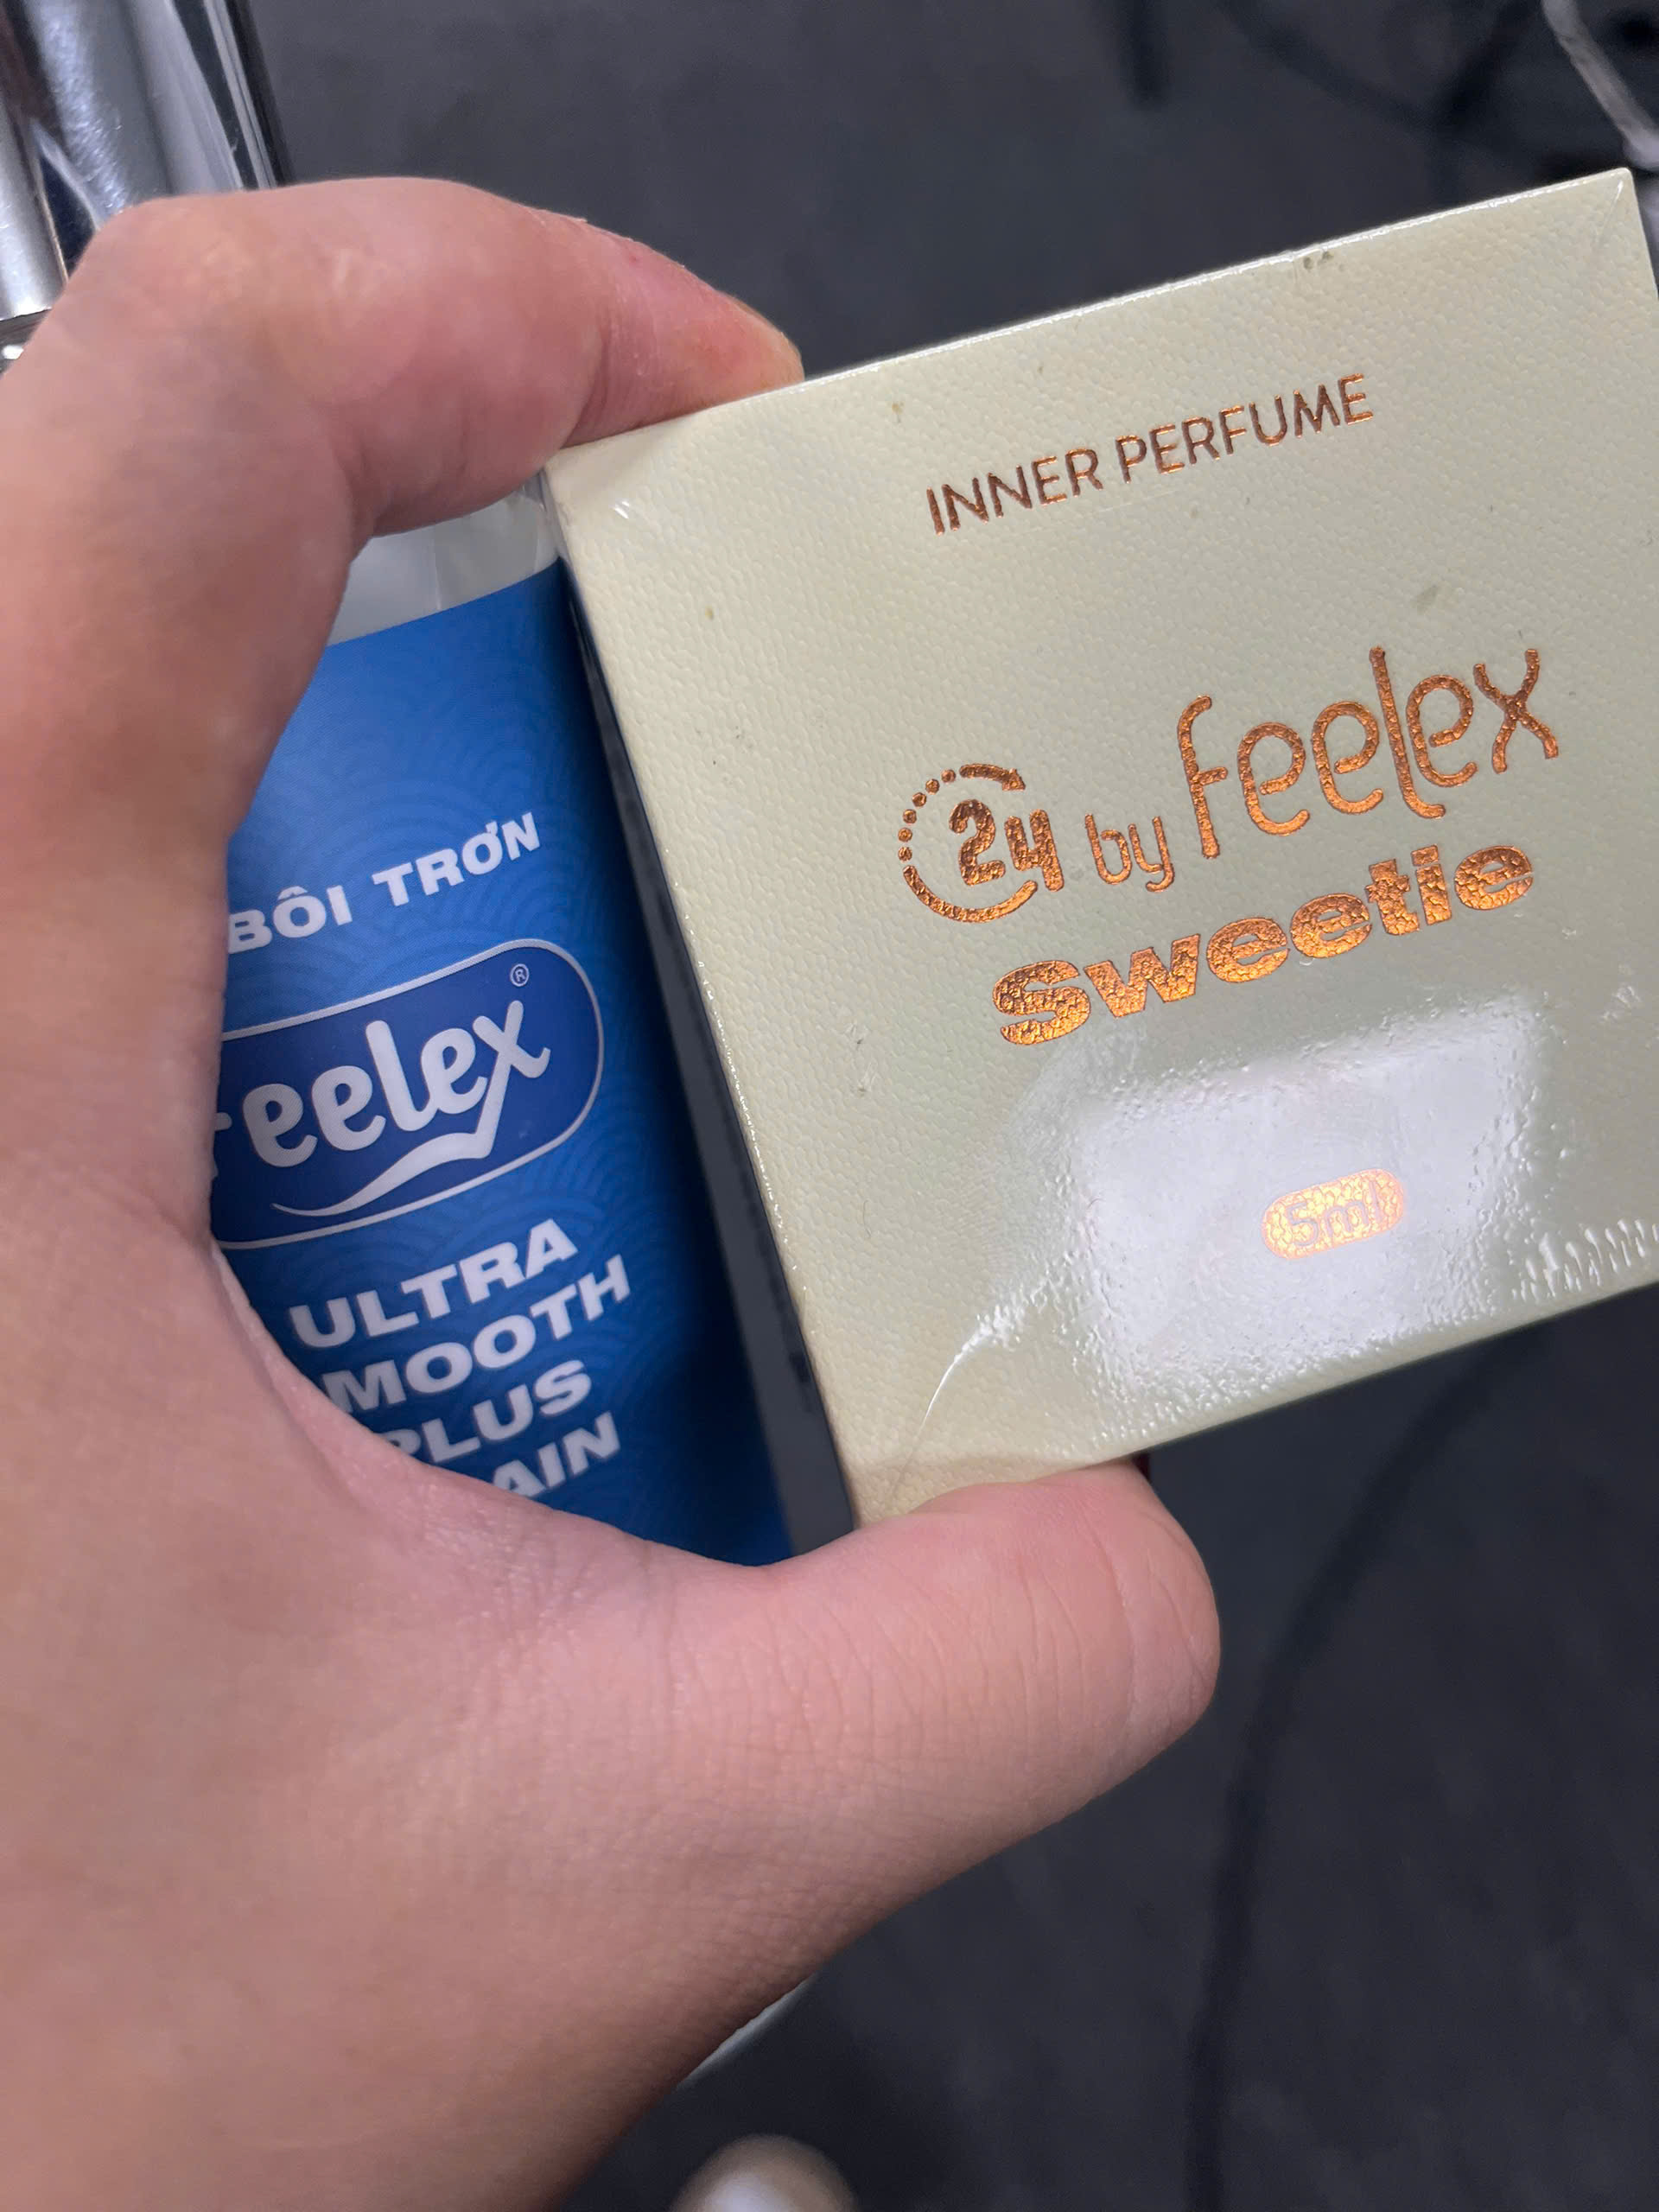 INNER PERFUME
24 by feelex
sweetie
5ml
BÔI TRƠN
feelex®
ULTRA
MOOTH
PLUS
AIN